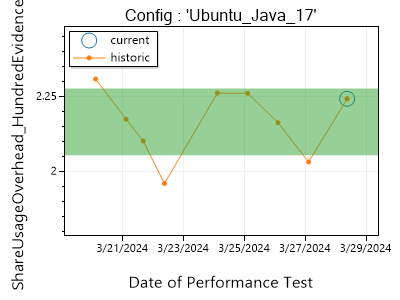 Config : 'Ubuntu_Java_17'
current
historic
ShareUsageOverhead_HundredEvidence
2.25
2
3/21/2024
3/23/2024
3/25/2024
3/27/2024
3/29/2024
Date of Performance Test